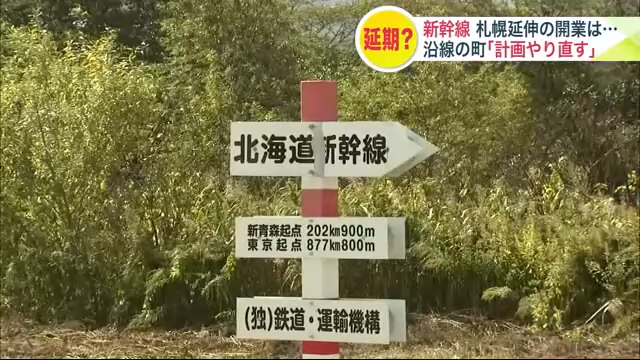 延期?
新幹線 札幌延伸の開業は…
沿線の町「計画やり直す」
北海道新幹線
新青森起点 202km900m
東京起点 877km800m
(独)鉄道・運輸機構